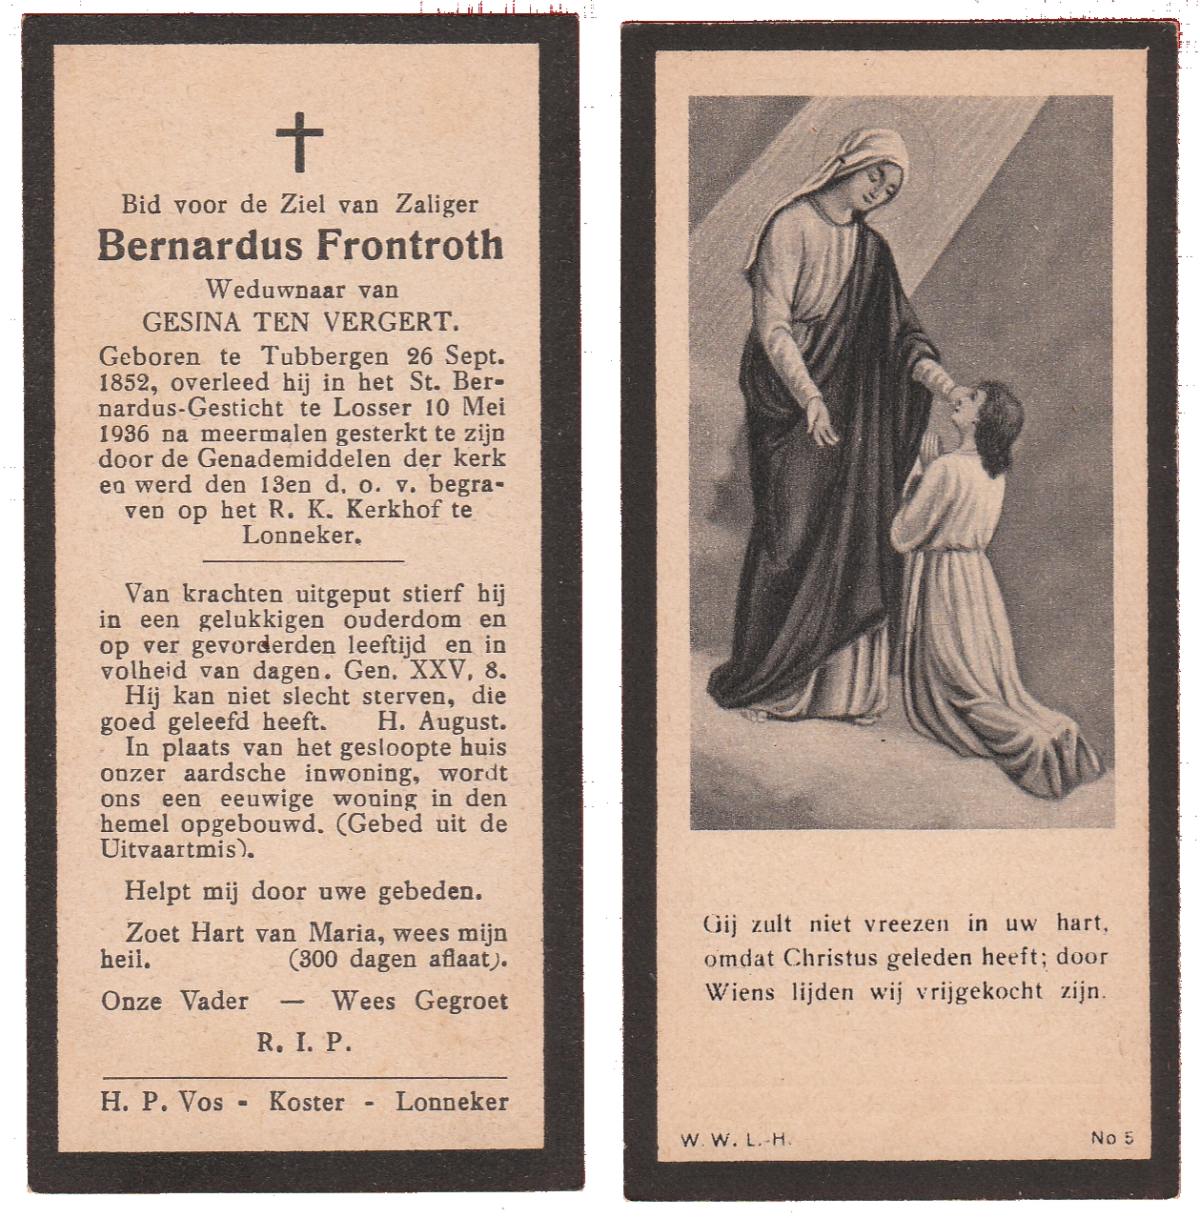 Bid voor de Ziel van Zaliger
Bernardus Frontroth
Weduwnaar van
GESINA TEN VERGERT.
Geboren te Tubbergen 26 Sept.
1852, overleed hij in het St. Ber-
nardus-Gesticht te Losser 10 Mei
1936 na meermalen gesterkt te zijn
door de Genademiddelen der kerk
en werd den 13en d. o. v. begra-
ven op het R. K. Kerkhof te
Lonneker.
Van krachten uitgeput stierf hij
in een gelukkigen ouderdom en
op ver gevorderden leeftijd en in
volheid van dagen. Gen. XXV, 8.
Hij kan niet slecht sterven, die
goed geleefd heeft. H. August.
In plaats van het gesloopte huis
onzer aardsche inwoning, wordt
ons een eeuwige woning in den
hemel opgebouwd. (Gebed uit de
Uitvaartmis).
Helpt mij door uwe gebeden.
Zoet Hart van Maria, wees mijn
heil. (300 dagen aflaat).
Onze Vader — Wees Gegroet
R. I. P.
H. P. Vos - Koster - Lonneker
Gij zult niet vreezen in uw hart,
omdat Christus geleden heeft; door
Wiens lijden wij vrijgekocht zijn.
W. W. L.-H. No 5